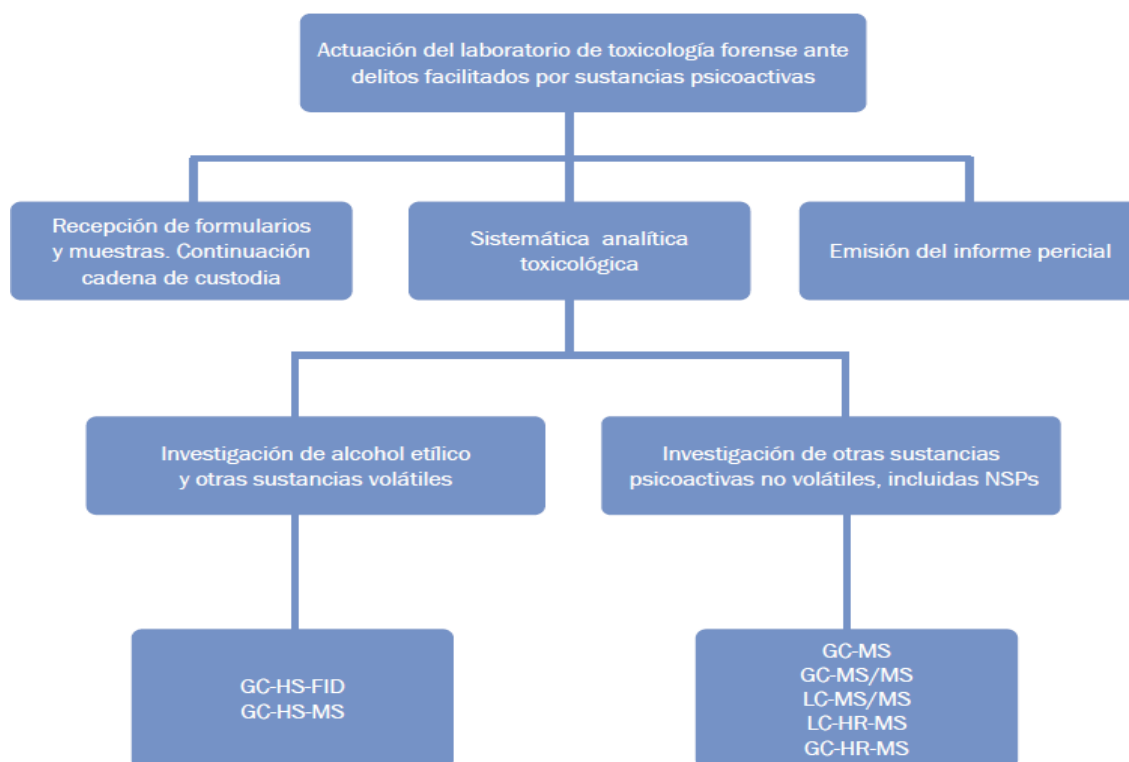 Actuación del laboratorio de toxicología forense ante
delitos facilitados por sustancias psicoactivas
Recepción de formularios
y muestras. Continuación
cadena de custodia
Sistemática analítica
toxicológica
Emisión del informe pericial
Investigación de alcohol etílico
y otras sustancias volátiles
Investigación de otras sustancias
psicoactivas no volátiles, incluidas NSPs
GC-HS-FID
GC-HS-MS
GC-MS
GC-MS/MS
LC-MS/MS
LC-HR-MS
GC-HR-MS